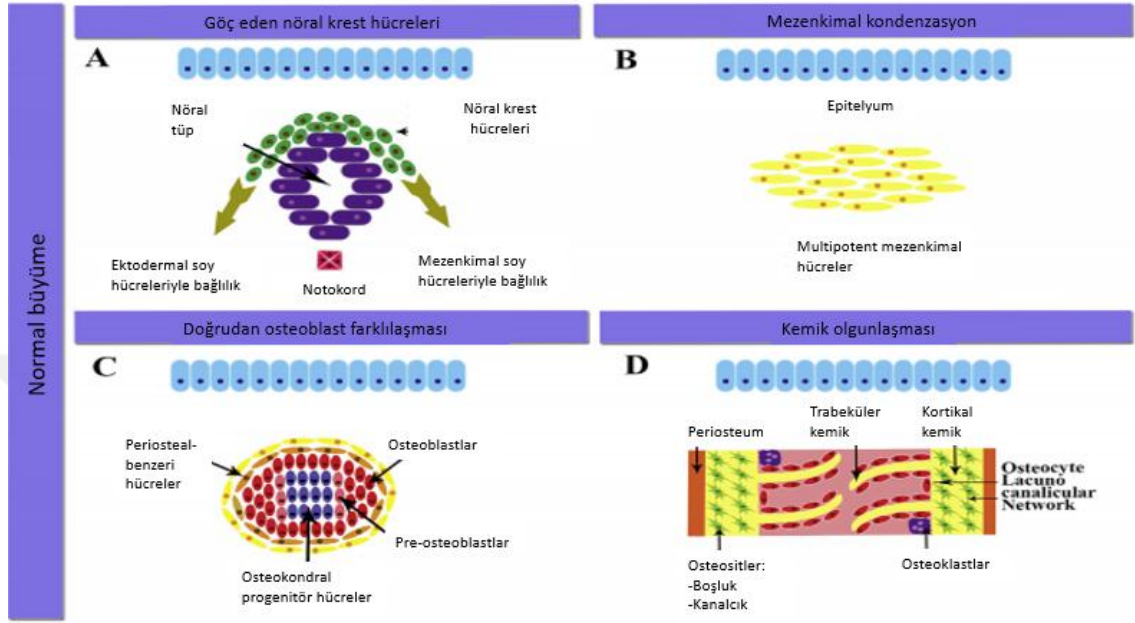 Normal büyüme
Göç eden nöral krest hücreleri
A
Nöral
tüp
Nöral krest
hücreleri
Ektodermal soy
hücreleriyle bağlılık
Notokord
Mezenkimal soy
hücreleriyle bağlılık
Mezenkimal kondenzasyon
B
Epitelyum
Multipotent mezenkimal
hücreler
Doğrudan osteoblast farklılaşması
C
Periosteal-
benzeri
hücreler
Osteoblastlar
Pre-osteoblastlar
Osteokondral
progenitör hücreler
Kemik olgunlaşması
D
Periosteum
Trabeküler
kemik
Kortikal
kemik
Osteocyte
Lacuno
canalicular
Network
Osteositler:
-Boşluk
-Kanalcık
Osteoklastlar